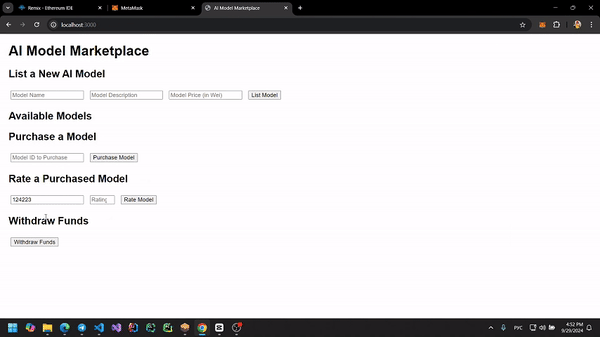 Remix - Ethereum IDE
MetaMask
AI Model Marketplace
localhost:3000
AI Model Marketplace
List a New AI Model
Model Name
Model Description
Model Price (in Wei)
List Model
Available Models
Purchase a Model
Model ID to Purchase
Purchase Model
Rate a Purchased Model
124223
Rating
Rate Model
Withdraw Funds
Withdraw Funds
РУС
4:52 PM
9/29/2024